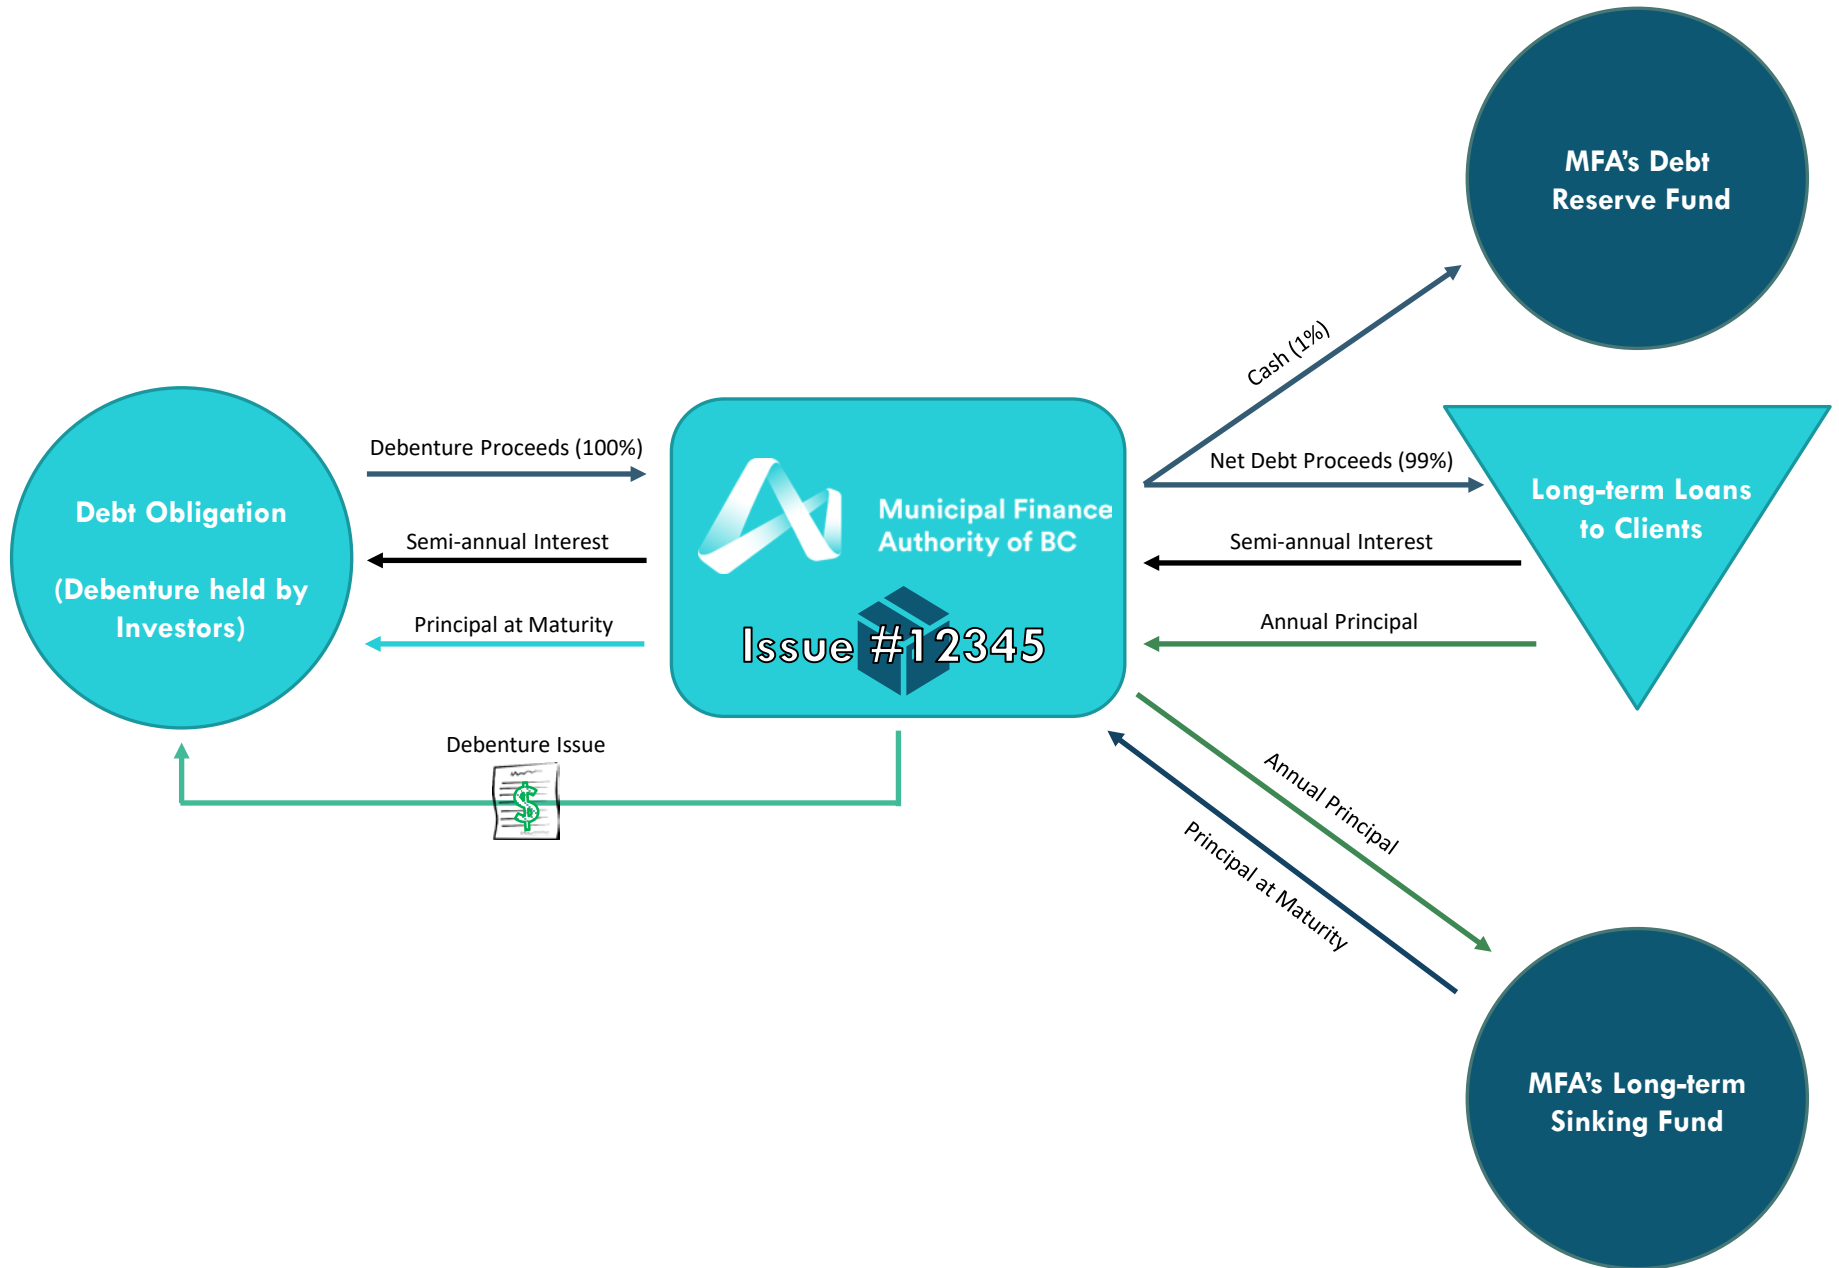 MFA’s Debt
Reserve Fund
Cash (1%)
Debenture Proceeds (100%)
Net Debt Proceeds (99%)
Debt Obligation
(Debenture held by
Investors)
Municipal Finance
Authority of BC
Long-term Loans
to Clients
Semi-annual Interest
Semi-annual Interest
Principal at Maturity
Issue #12345
Annual Principal
Debenture Issue
$
Annual Principal
Principal at Maturity
MFA’s Long-term
Sinking Fund